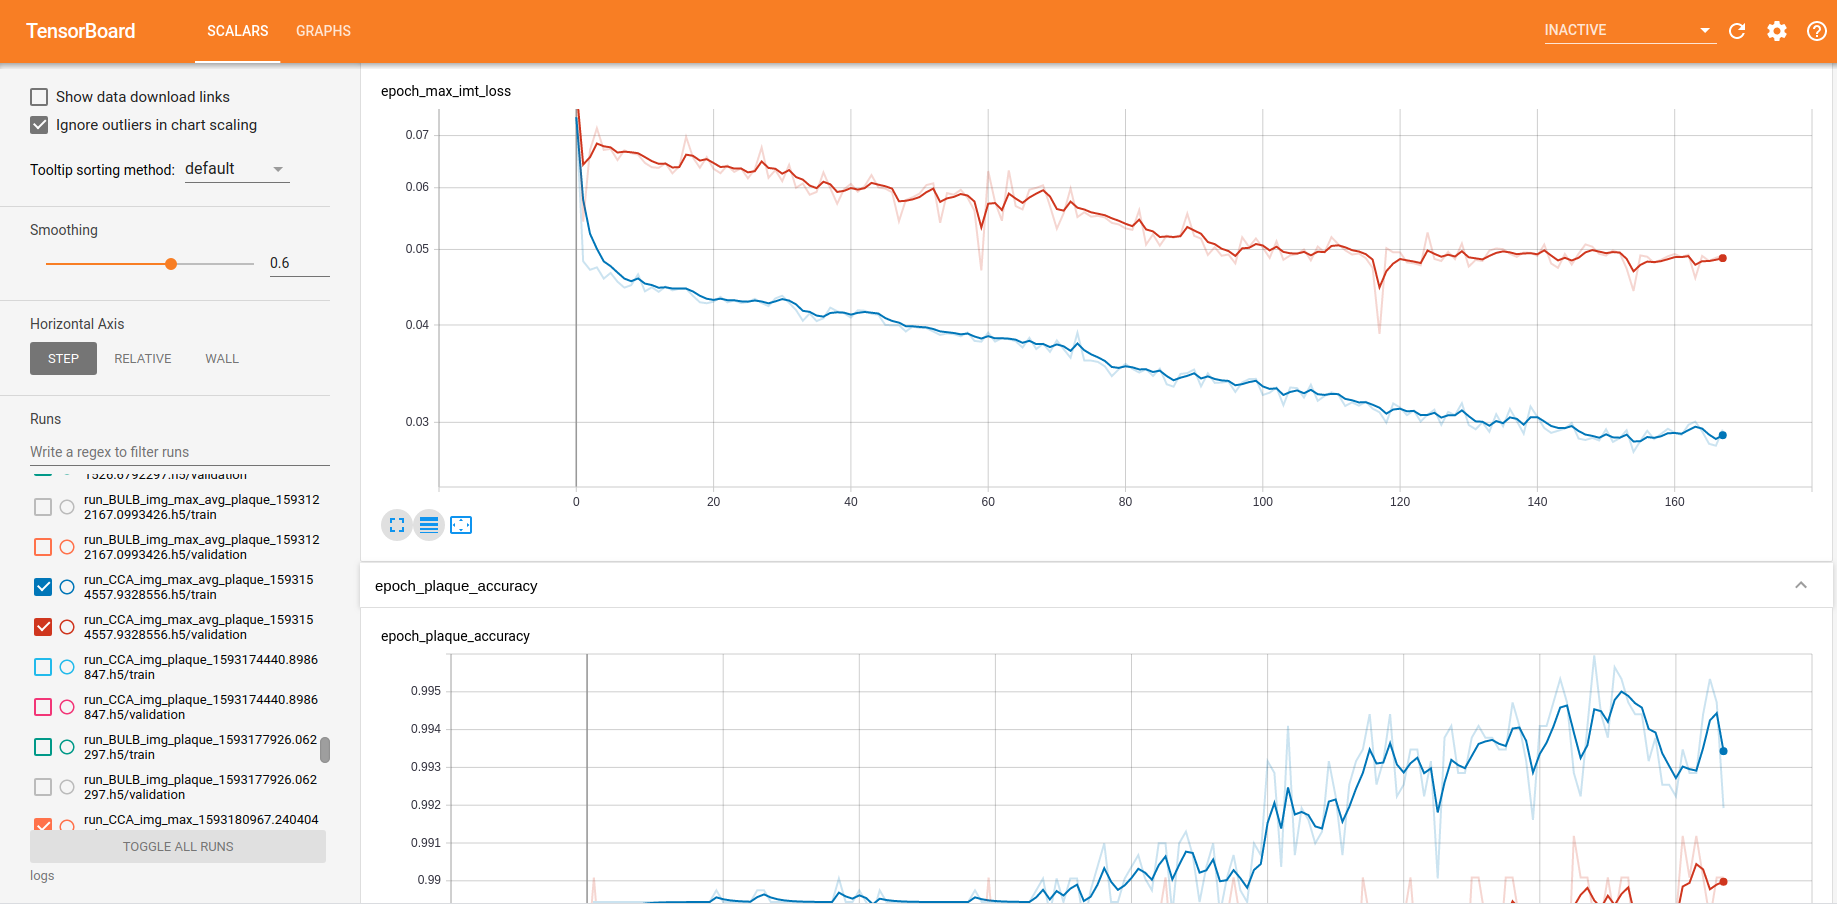 TensorBoard
SCALARS
GRAPHS
INACTIVE
Show data download links
Ignore outliers in chart scaling
Tooltip sorting method: default
Smoothing
0.6
Horizontal Axis
STEP
RELATIVE
WALL
Runs
Write a regex to filter runs
1526.6792297.h5/validation
run_BULB_img_max_avg_plaque_159312
2167.0993426.h5/train
run_BULB_img_max_avg_plaque_159312
2167.0993426.h5/validation
run_CCA_img_max_avg_plaque_159315
4557.9328556.h5/train
run_CCA_img_max_avg_plaque_159315
4557.9328556.h5/validation
run_CCA_img_plaque_1593174440.8986
847.h5/train
run_CCA_img_plaque_1593174440.8986
847.h5/validation
run_BULB_img_plaque_1593177926.062
297.h5/train
run_BULB_img_plaque_1593177926.062
297.h5/validation
run_CCA_img_max_1593180967.240404
TOGGLE ALL RUNS
logs
epoch_max_imt_loss
0.07
0.06
0.05
0.04
0.03
0
20
40
60
80
100
120
140
160
epoch_plaque_accuracy
epoch_plaque_accuracy
0.995
0.994
0.993
0.992
0.991
0.99